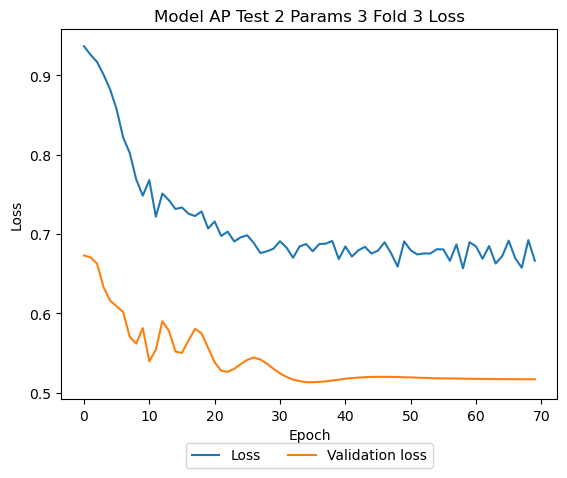 Model AP Test 2 Params 3 Fold 3 Loss
Loss
0.9
0.8
0.7
0.6
0.5
0 10 20 30 40 50 60 70
Epoch
Loss Validation loss